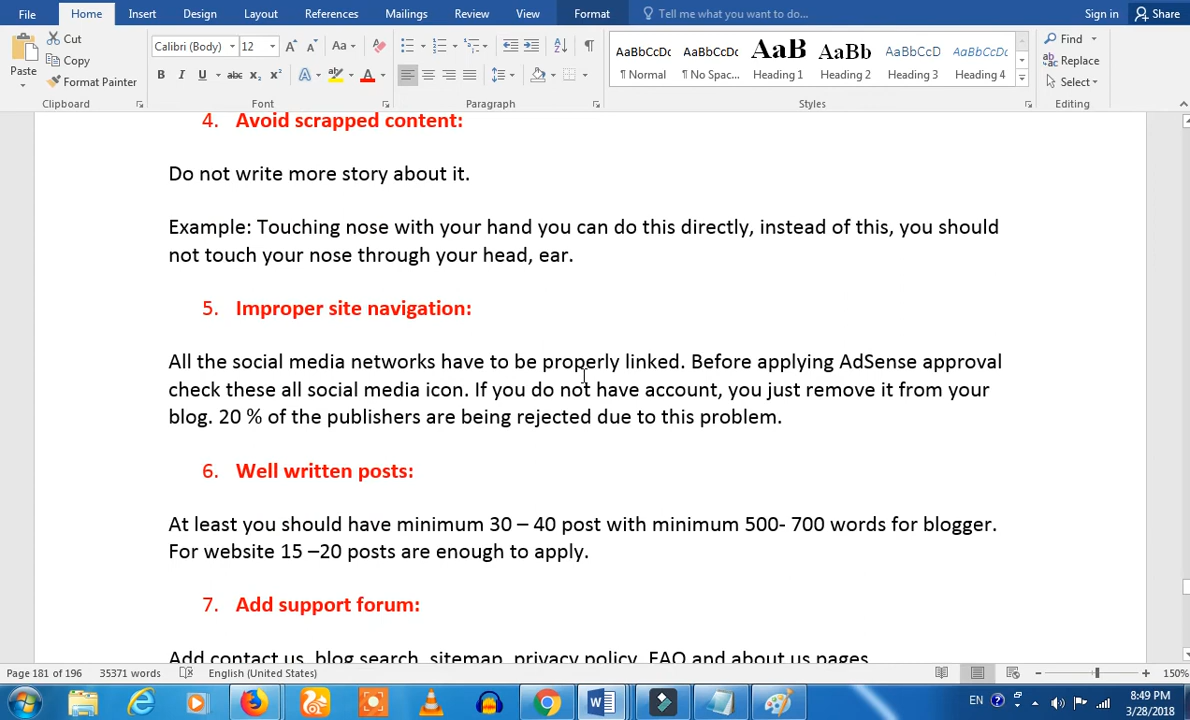 File Home Insert Design Layout References Mailings Review View Format Tell me what you want to do... Sign in Share
Cut
Copy
Format Painter
Paste
Clipboard
Calibri (Body) 12
Font
Paragraph
AaBbCcDc AaBbCcDc AaB AaBb AaBbCcD AaBbCcDc
¶ Normal ¶ No Spac... Heading 1 Heading 2 Heading 3 Heading 4
Styles
Find
Replace
Select
Editing
4. Avoid scrapped content:
Do not write more story about it.
Example: Touching nose with your hand you can do this directly, instead of this, you should
not touch your nose through your head, ear.
5. Improper site navigation:
All the social media networks have to be properly linked. Before applying AdSense approval
check these all social media icon. If you do not have account, you just remove it from your
blog. 20 % of the publishers are being rejected due to this problem.
6. Well written posts:
At least you should have minimum 30 – 40 post with minimum 500- 700 words for blogger.
For website 15 –20 posts are enough to apply.
7. Add support forum:
Add contact us, blog search, sitemap, privacy policy, FAQ and about us pages
Page 181 of 196 35371 words English (United States) 150%
EN 8:49 PM
3/28/2018